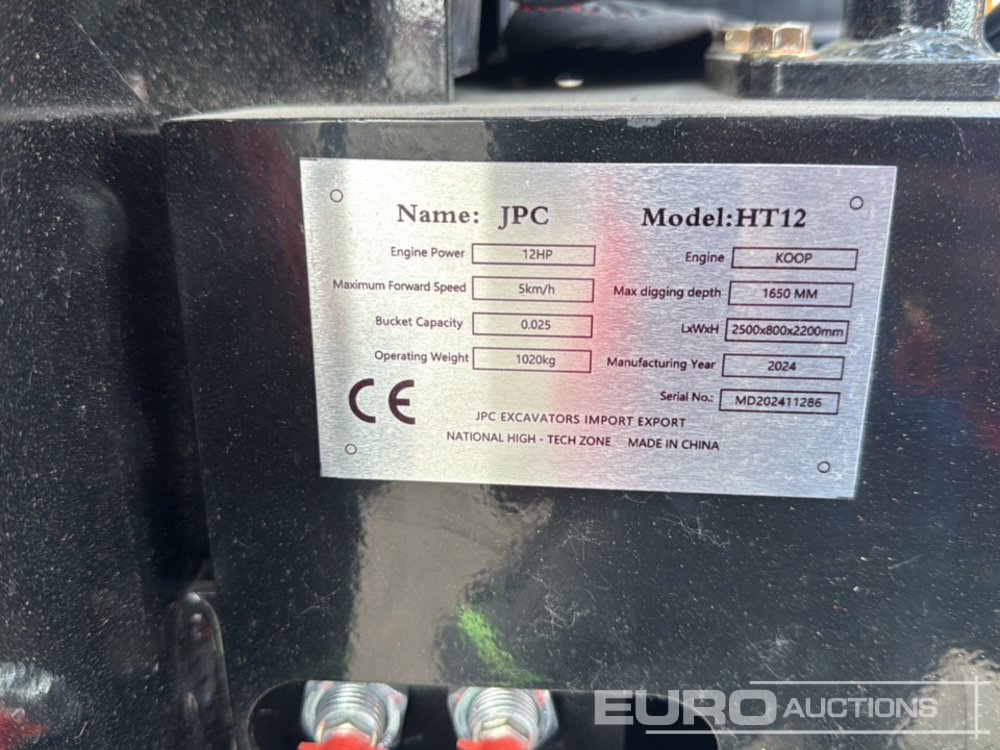 Name: JPC Model:HT12
Engine Power 12HP Engine KOOP
Maximum Forward Speed 5km/h Max digging depth 1650 MM
Bucket Capacity 0.025 LxWxH 2500x800x2200mm
Operating Weight 1020kg Manufacturing Year 2024
Serial No.: MD202411286
CE
JPC EXCAVATORS IMPORT EXPORT
NATIONAL HIGH - TECH ZONE MADE IN CHINA
EURO AUCTIONS